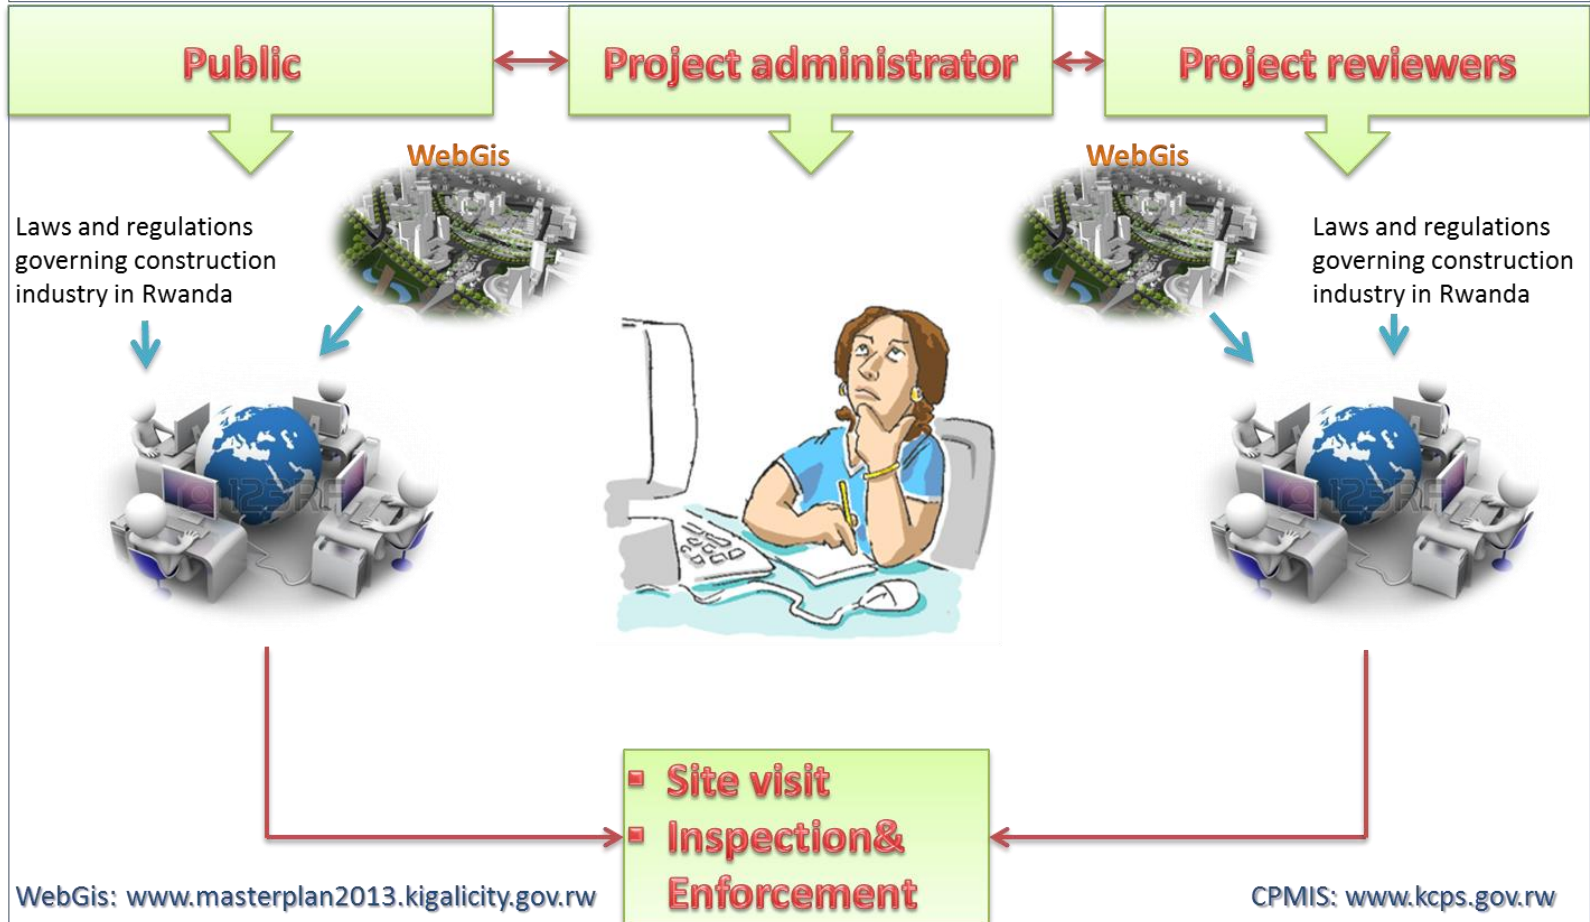 Public
Project administrator
Project reviewers
WebGis
WebGis
Laws and regulations
governing construction
industry in Rwanda
Laws and regulations
governing construction
industry in Rwanda
123RF
123RF
▪ Site visit
▪ Inspection&
Enforcement
WebGis: www.masterplan2013.kigalicity.gov.rw
CPMIS: www.kcps.gov.rw